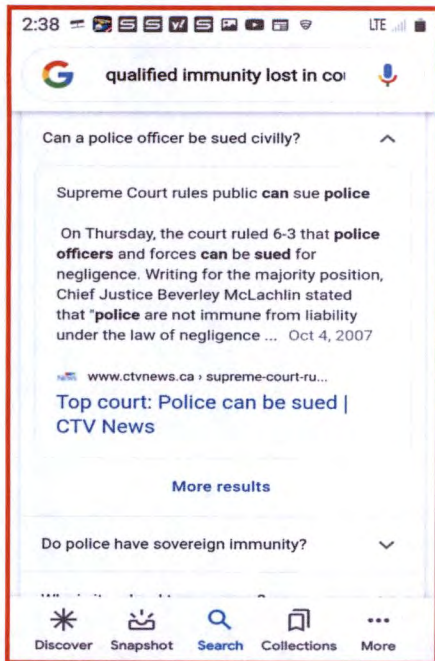 2:38 LTE
qualified immunity lost in co
Can a police officer be sued civilly?
Supreme Court rules public can sue police
On Thursday, the court ruled 6-3 that police
officers and forces can be sued for
negligence. Writing for the majority position,
Chief Justice Beverley McLachlin stated
that "police are not immune from liability
under the law of negligence ... Oct 4, 2007
www.ctvnews.ca › supreme-court-ru...
Top court: Police can be sued |
CTV News
More results
Do police have sovereign immunity?
Discover Snapshot Search Collections More